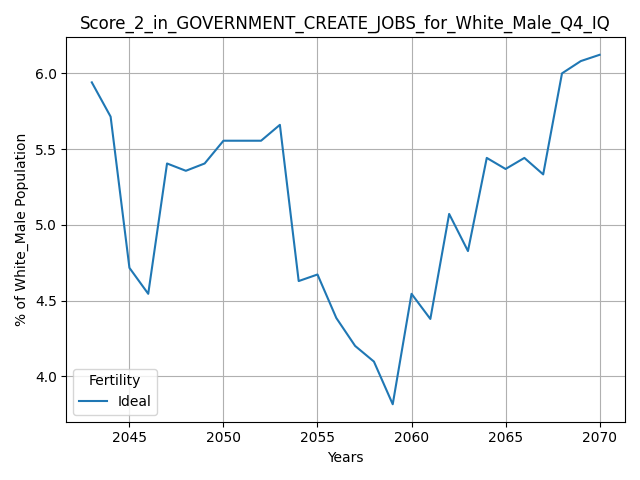 Score_2_in_GOVERNMENT_CREATE_JOBS_for_White_Male_Q4_IQ
% of White_Male Population
6.0
5.5
5.0
4.5
4.0
Fertility
Ideal
2045 2050 2055 2060 2065 2070
Years